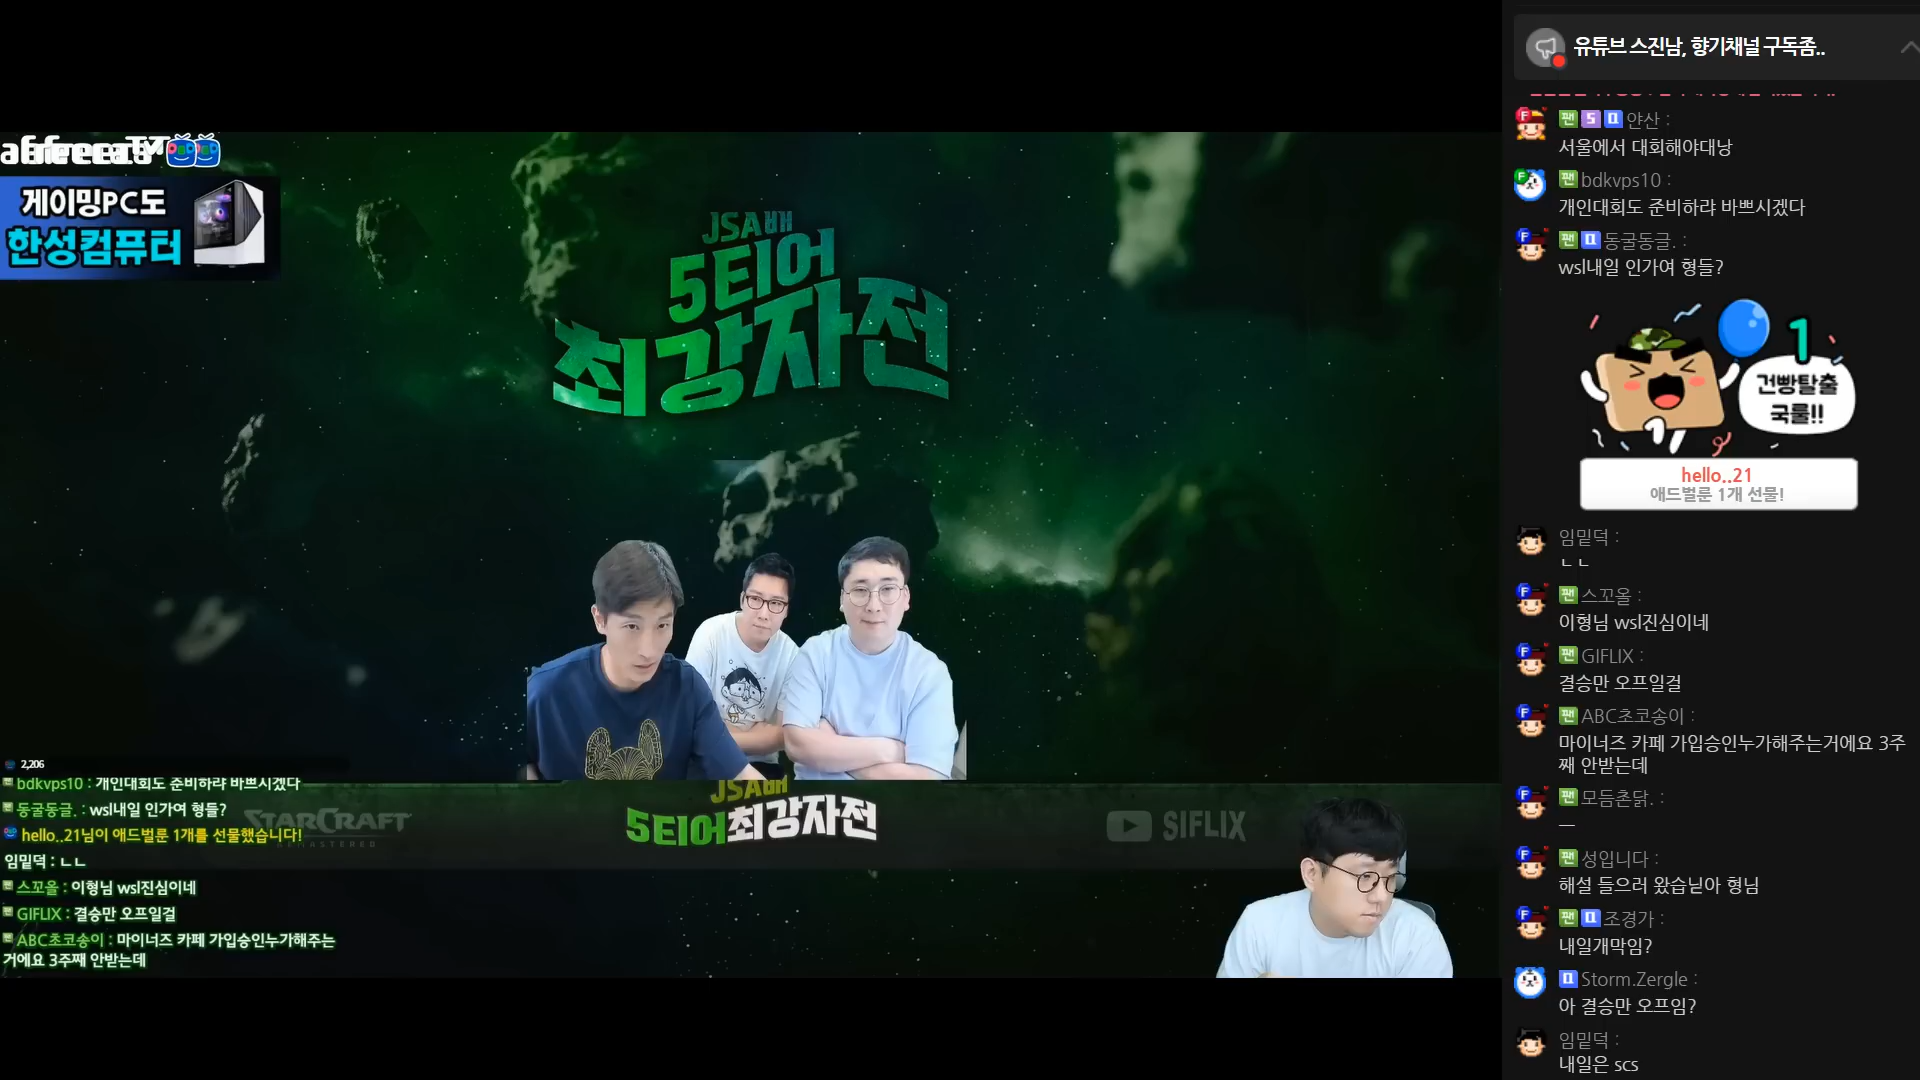 유튜브 스진남, 향기채널 구독좀..
afreecaTV
게이밍PC도
한성컴퓨터
JSA배
5티어
최강자전
2,206
bdkvps10 : 개인대회도 준비하랴 바쁘시겠다
동굴동글. : wsl내일 인가여 형들?
hello..21님이 애드벌룬 1개를 선물했습니다!
임밑덕 : ㄴㄴ
스꼬올 : 이형님 wsl진심이네
GIFLIX : 결승만 오프일걸
ABC초코송이 : 마이너즈 카페 가입승인누가해주는
거에요 3주째 안받는데
STARCRAFT
REMASTERED
JSA배
5티어최강자전
SIFLIX
팬 S 얀산 :
서울에서 대회해야대낭
팬 bdkvps10 :
개인대회도 준비하랴 바쁘시겠다
팬 동굴동글. :
wsl내일 인가여 형들?
1
건빵탈출
국룰!!
hello..21
애드벌룬 1개 선물!
임밑덕 :
ㄴㄴ
팬 스꼬올 :
이형님 wsl진심이네
팬 GIFLIX :
결승만 오프일걸
팬 ABC초코송이 :
마이너즈 카페 가입승인누가해주는거에요 3주
째 안받는데
팬 모듬촌닭. :
ㅡ
팬 성입니다 :
해설 들으러 왔습닏아 형님
팬 조경가 :
내일개막임?
Storm.Zergle :
아 결승만 오프임?
임밑덕 :
내일은 scs